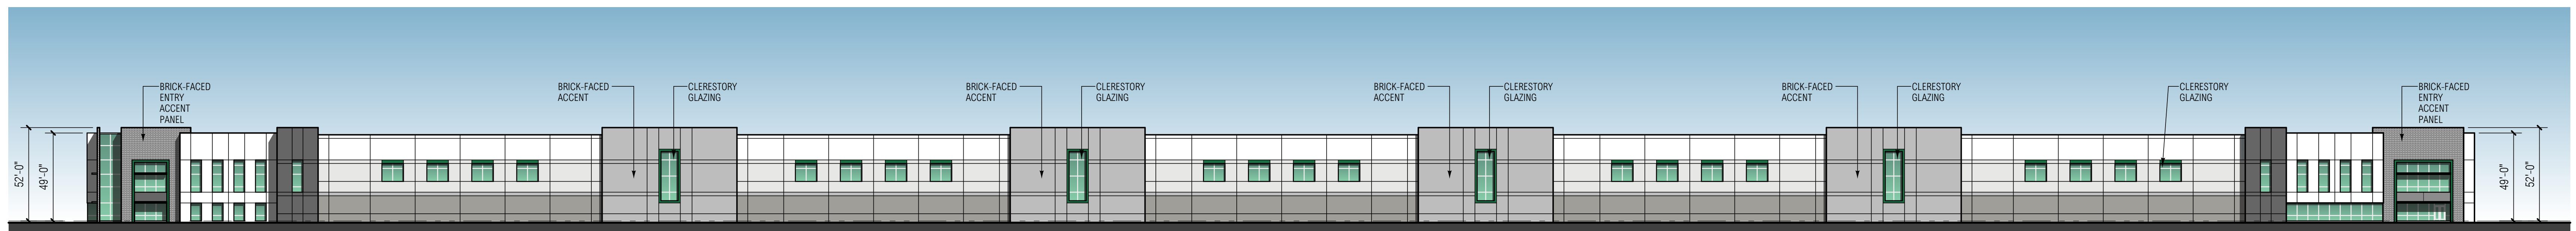 BRICK-FACED
ENTRY
ACCENT
PANEL
BRICK-FACED
ACCENT
CLERESTORY
GLAZING
BRICK-FACED
ACCENT
CLERESTORY
GLAZING
BRICK-FACED
ACCENT
CLERESTORY
GLAZING
BRICK-FACED
ACCENT
CLERESTORY
GLAZING
CLERESTORY
GLAZING
BRICK-FACED
ENTRY
ACCENT
PANEL
52'-0"
49'-0"
49'-0"
52'-0"